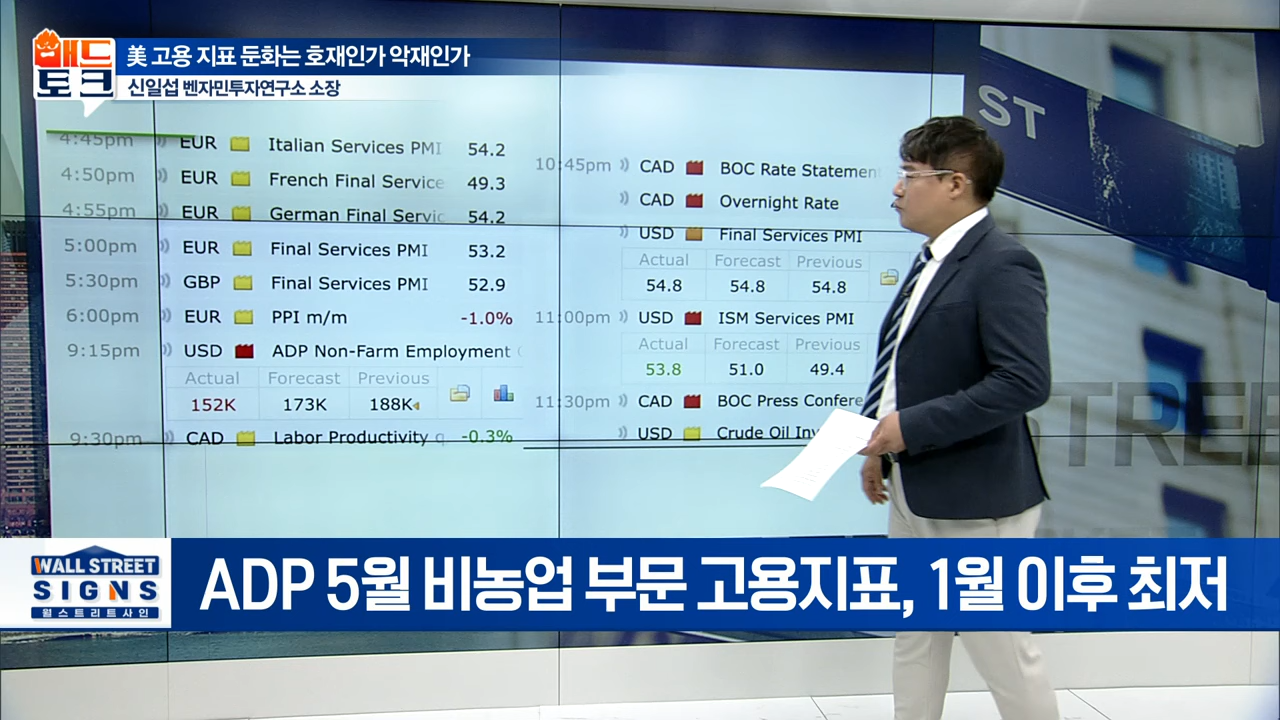 매드
토크
美 고용 지표 둔화는 호재인가 악재인가
신일섭 벤자민투자연구소 소장
4:45pm EUR Italian Services PMI 54.2
4:50pm EUR French Final Service 49.3
4:55pm EUR German Final Servic 54.2
5:00pm EUR Final Services PMI 53.2
5:30pm GBP Final Services PMI 52.9
6:00pm EUR PPI m/m -1.0%
9:15pm USD ADP Non-Farm Employment
Actual Forecast Previous
152K 173K 188K
9:30pm CAD Labor Productivity q -0.3%
10:45pm CAD BOC Rate Statemen
CAD Overnight Rate
USD Final Services PMI
Actual Forecast Previous
54.8 54.8 54.8
11:00pm USD ISM Services PMI
Actual Forecast Previous
53.8 51.0 49.4
11:30pm CAD BOC Press Confere
USD Crude Oil Inv
ST
STREE
WALL STREET
SIGNS
월스트리트사인
ADP 5월 비농업 부문 고용지표, 1월 이후 최저